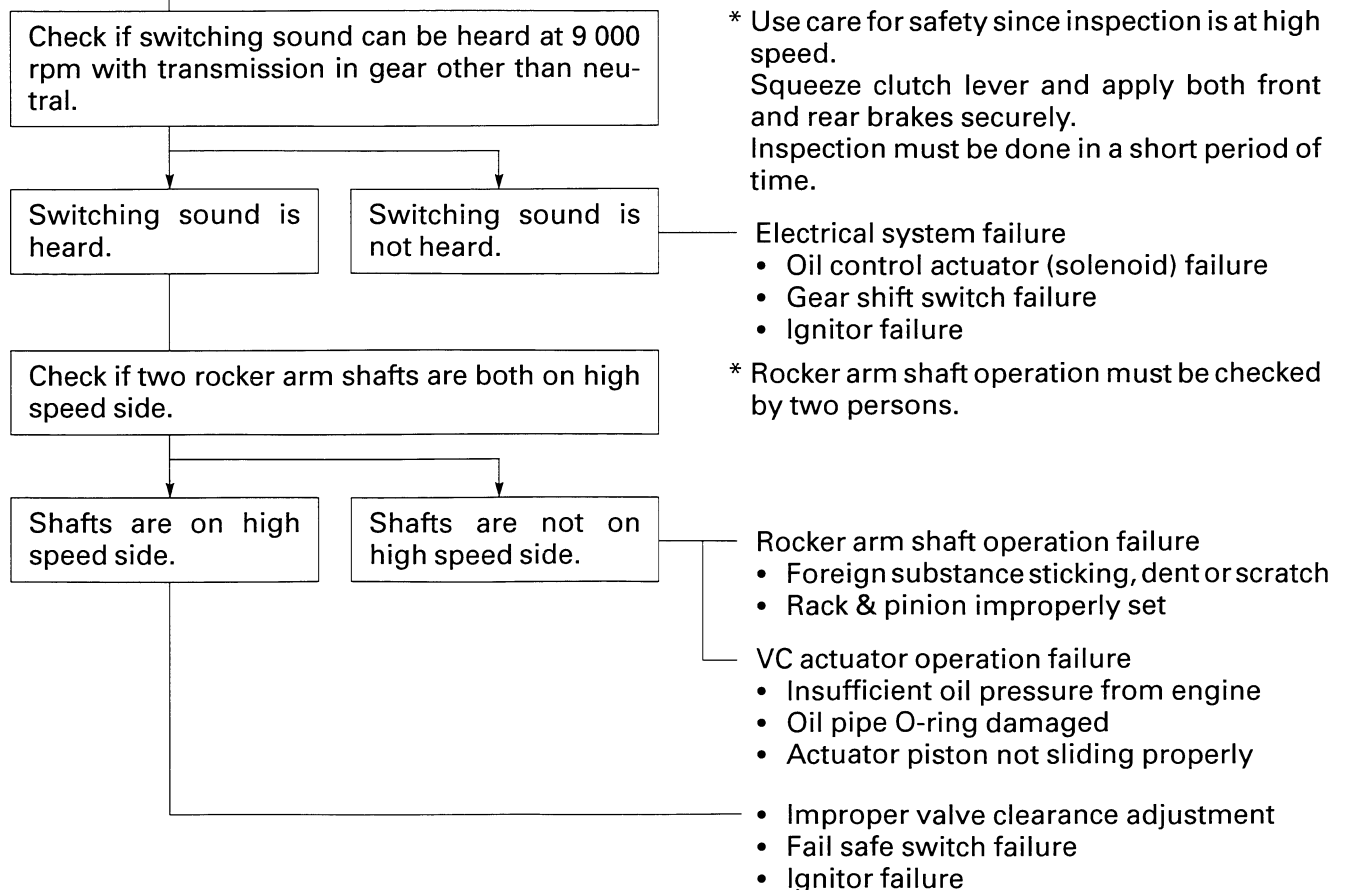 Check if switching sound can be heard at 9 000
rpm with transmission in gear other than neu-
tral.
* Use care for safety since inspection is at high
speed.
Squeeze clutch lever and apply both front
and rear brakes securely.
Inspection must be done in a short period of
time.
Switching sound is
heard.
Switching sound is
not heard.
Electrical system failure
• Oil control actuator (solenoid) failure
• Gear shift switch failure
• Ignitor failure
Check if two rocker arm shafts are both on high
speed side.
* Rocker arm shaft operation must be checked
by two persons.
Shafts are on high
speed side.
Shafts are not on
high speed side.
Rocker arm shaft operation failure
• Foreign substance sticking, dent or scratch
• Rack & pinion improperly set
VC actuator operation failure
• Insufficient oil pressure from engine
• Oil pipe O-ring damaged
• Actuator piston not sliding properly
• Improper valve clearance adjustment
• Fail safe switch failure
• Ignitor failure